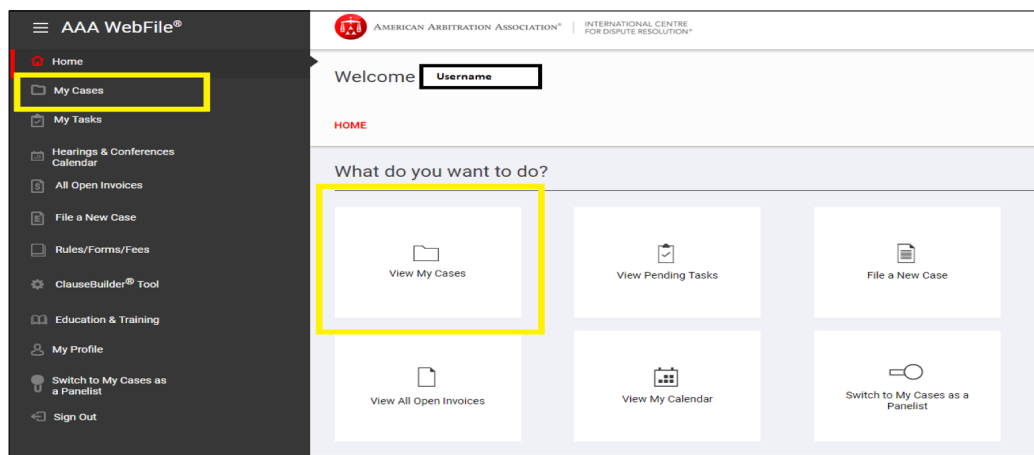 AAA WebFile®
Home
My Cases
My Tasks
Hearings & Conferences
Calendar
All Open Invoices
File a New Case
Rules/Forms/Fees
ClauseBuilder® Tool
Education & Training
My Profile
Switch to My Cases as
a Panelist
Sign Out
AMERICAN ARBITRATION ASSOCIATION®
INTERNATIONAL CENTRE
FOR DISPUTE RESOLUTION®
Welcome Username
HOME
What do you want to do?
View My Cases
View Pending Tasks
File a New Case
View All Open Invoices
View My Calendar
Switch to My Cases as a
Panelist